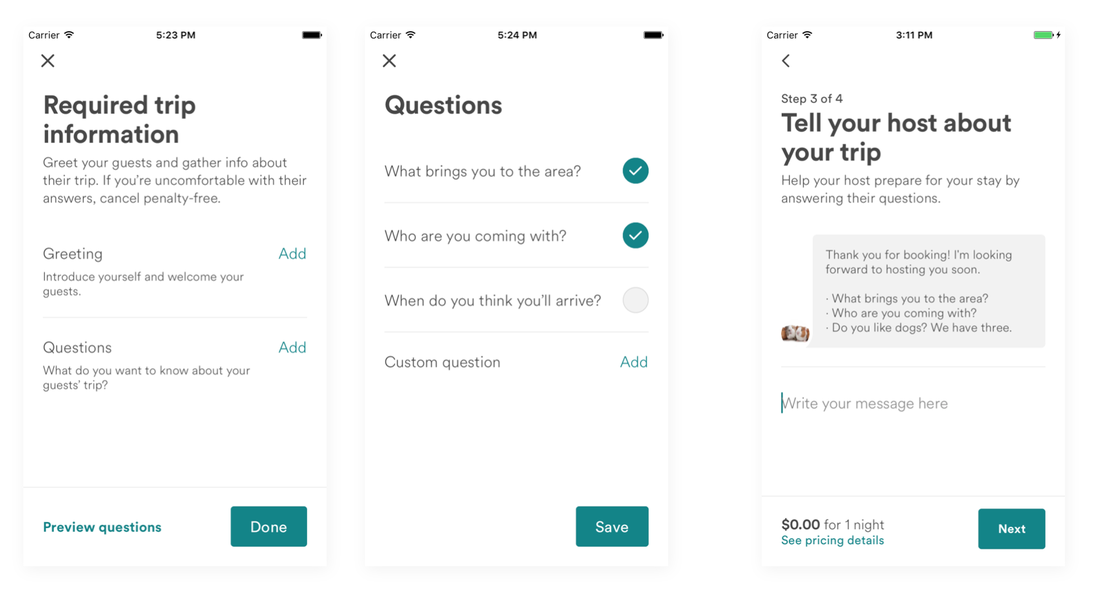 Carrier 5:23 PM
Required trip
information
Greet your guests and gather info about
their trip. If you're uncomfortable with their
answers, cancel penalty-free.
Greeting Add
Introduce yourself and welcome your
guests.
Questions Add
What do you want to know about your
guests' trip?
Preview questions Done
Carrier 5:24 PM
Questions
What brings you to the area?
Who are you coming with?
When do you think you'll arrive?
Custom question Add
Save
Carrier 3:11 PM
Step 3 of 4
Tell your host about
your trip
Help your host prepare for your stay by
answering their questions.
Thank you for booking! I'm looking
forward to hosting you soon.
· What brings you to the area?
· Who are you coming with?
· Do you like dogs? We have three.
Write your message here
$0.00 for 1 night
See pricing details
Next